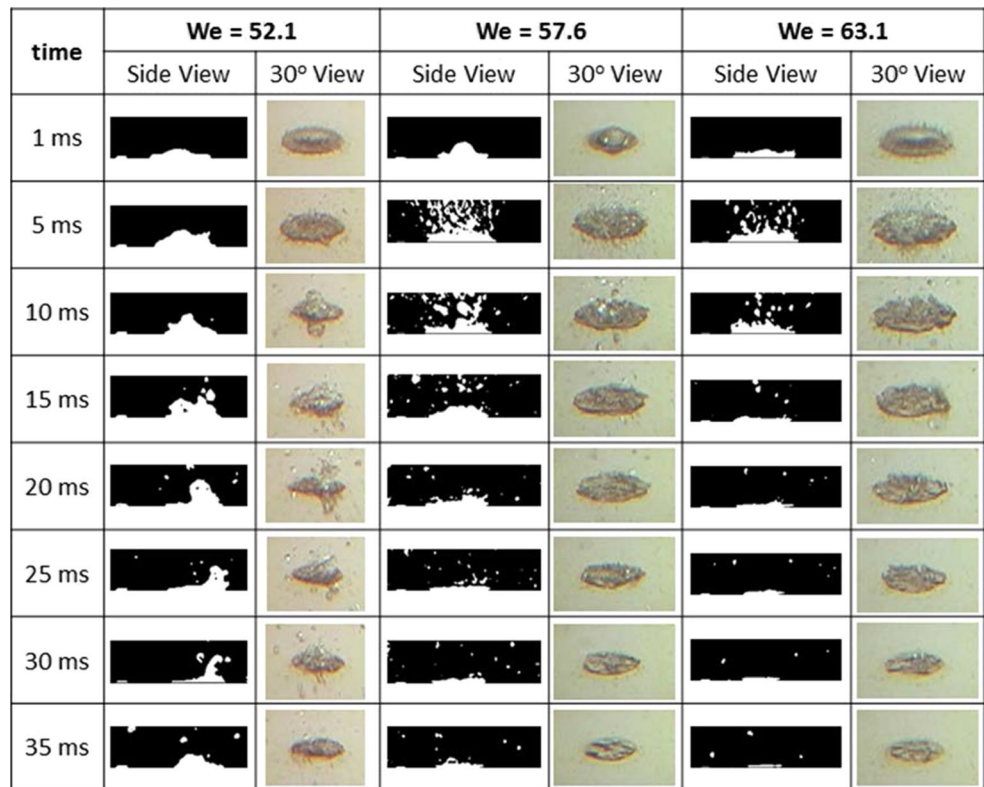 time We = 52.1 We = 57.6 We = 63.1
Side View 30° View Side View 30° View Side View 30° View
1 ms
5 ms
10 ms
15 ms
20 ms
25 ms
30 ms
35 ms